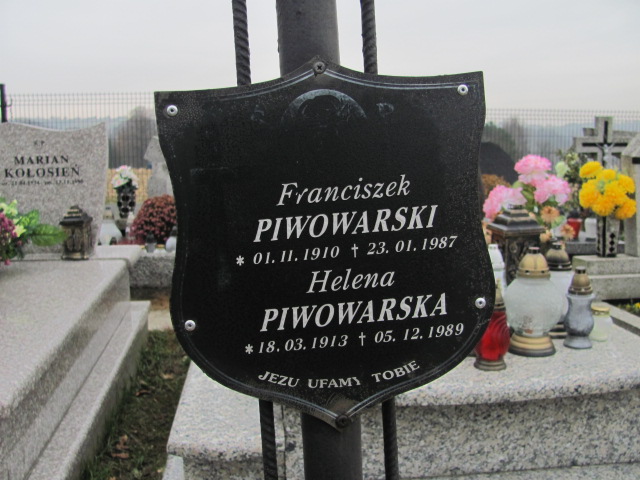 Franciszek
PIWOWARSKI
* 01.11.1910 † 23.01.1987
Helena
PIWOWARSKA
* 18.03.1913 † 05.12.1989
JEZU UFAMY TOBIE
MARIAN
KOŁOSIEŃ